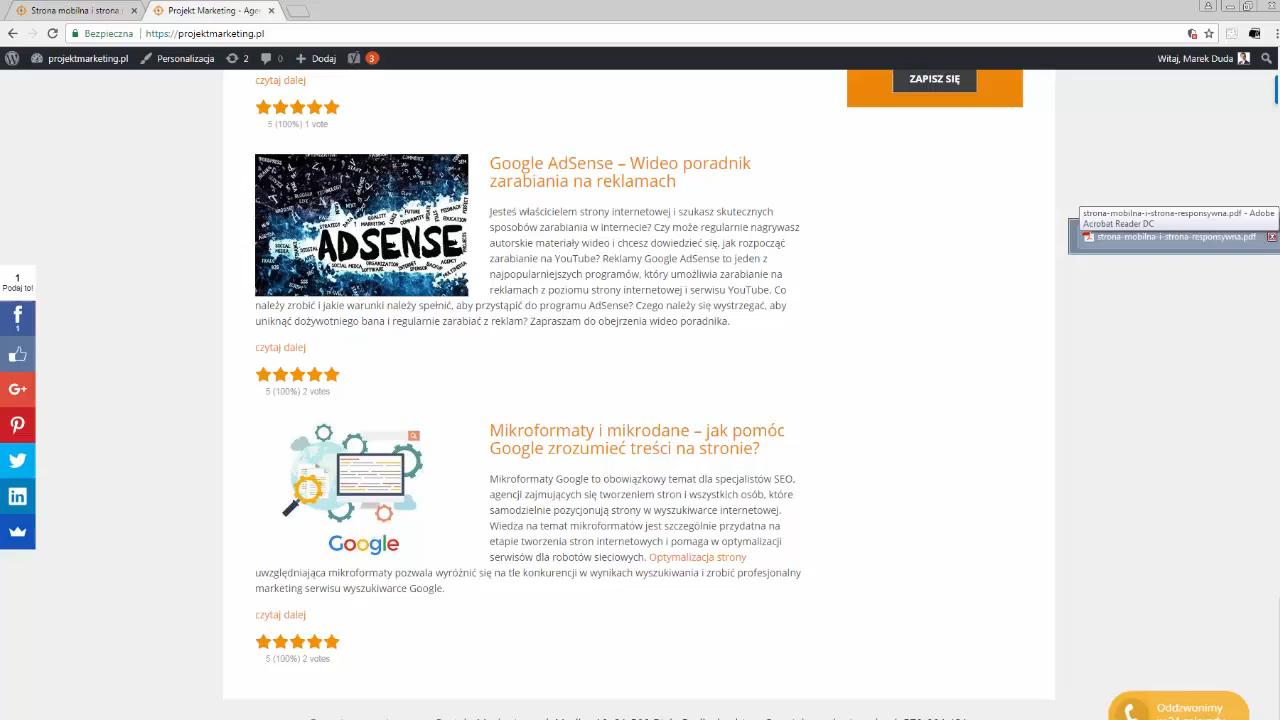 Strona mobilna i strona
Projekt Marketing - Age
Bezpieczna
https://projektmarketing.pl
projektmarketing.pl
Personalizacja
2
Dodaj
3
Witaj, Marek Duda
czytaj dalej
5 (100%) 1 vote
ZAPISZ SIĘ
ADSENSE
Google AdSense – Wideo poradnik
zarabiania na reklamach
Jesteś właścicielem strony internetowej i szukasz skutecznych
sposobów zarabiania w internecie? Czy może regularnie nagrywasz
autorskie materiały wideo i chcesz dowiedzieć się, jak rozpocząć
zarabianie na YouTube? Reklamy Google AdSense to jeden z
najpopularniejszych programów, który umożliwia zarabianie na
reklamach z poziomu strony internetowej i serwisu YouTube. Co
należy zrobić i jakie warunki należy spełnić, aby przystąpić do programu AdSense? Czego należy się wystrzegać, aby
uniknąć dożywotniego bana i regularnie zarabiać z reklam? Zapraszam do obejrzenia wideo poradnika.
czytaj dalej
5 (100%) 2 votes
strona-mobilna-i-strona-responsywna.pdf - Adobe
Acrobat Reader DC
strona-mobilna-i-strona-responsywna.pdf
1
Podaj to!
1
G+
Google
Mikroformaty i mikrodane – jak pomóc
Google zrozumieć treści na stronie?
Mikroformaty Google to obowiązkowy temat dla specjalistów SEO,
agencji zajmujących się tworzeniem stron i wszystkich osób, które
samodzielnie pozycjonują strony w wyszukiwarce internetowej.
Wiedza na temat mikroformatów jest szczególnie przydatna na
etapie tworzenia stron internetowych i pomaga w optymalizacji
serwisów dla robotów sieciowych. Optymalizacja strony
uwzględniająca mikroformaty pozwala wyróżnić się na tle konkurencji w wynikach wyszukiwania i zrobić profesjonalny
marketing serwisu wyszukiwarce Google.
czytaj dalej
5 (100%) 2 votes
Oddzwonimy